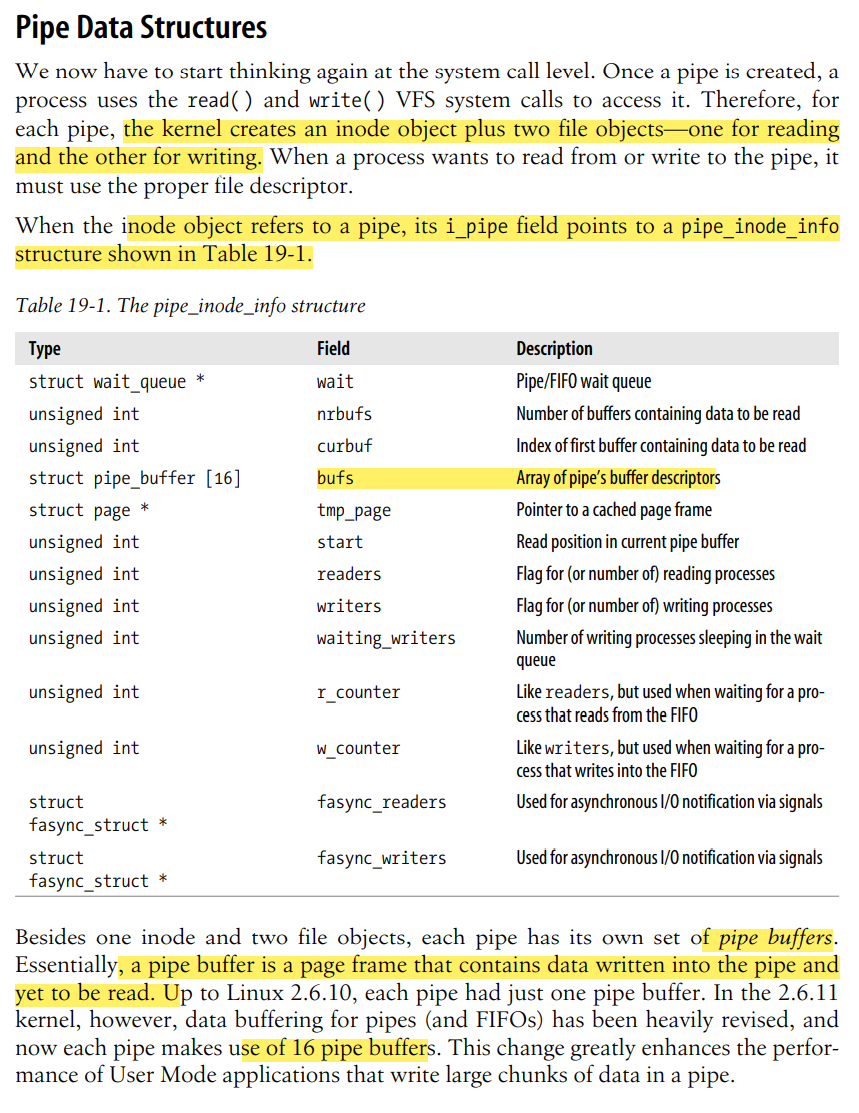 Pipe Data Structures
We now have to start thinking again at the system call level. Once a pipe is created, a
process uses the read() and write() VFS system calls to access it. Therefore, for
each pipe, the kernel creates an inode object plus two file objects—one for reading
and the other for writing. When a process wants to read from or write to the pipe, it
must use the proper file descriptor.
When the inode object refers to a pipe, its i_pipe field points to a pipe_inode_info
structure shown in Table 19-1.
Table 19-1. The pipe_inode_info structure
Type Field Description
struct wait_queue * wait Pipe/FIFO wait queue
unsigned int nrbufs Number of buffers containing data to be read
unsigned int curbuf Index of first buffer containing data to be read
struct pipe_buffer [16] bufs Array of pipe's buffer descriptors
struct page * tmp_page Pointer to a cached page frame
unsigned int start Read position in current pipe buffer
unsigned int readers Flag for (or number of) reading processes
unsigned int writers Flag for (or number of) writing processes
unsigned int waiting_writers Number of writing processes sleeping in the wait
queue
unsigned int r_counter Like readers, but used when waiting for a pro-
cess that reads from the FIFO
unsigned int w_counter Like writers, but used when waiting for a pro-
cess that writes into the FIFO
struct fasync_readers Used for asynchronous I/O notification via signals
fasync_struct *
struct fasync_writers Used for asynchronous I/O notification via signals
fasync_struct *
Besides one inode and two file objects, each pipe has its own set of pipe buffers.
Essentially, a pipe buffer is a page frame that contains data written into the pipe and
yet to be read. Up to Linux 2.6.10, each pipe had just one pipe buffer. In the 2.6.11
kernel, however, data buffering for pipes (and FIFOs) has been heavily revised, and
now each pipe makes use of 16 pipe buffers. This change greatly enhances the perfor-
mance of User Mode applications that write large chunks of data in a pipe.